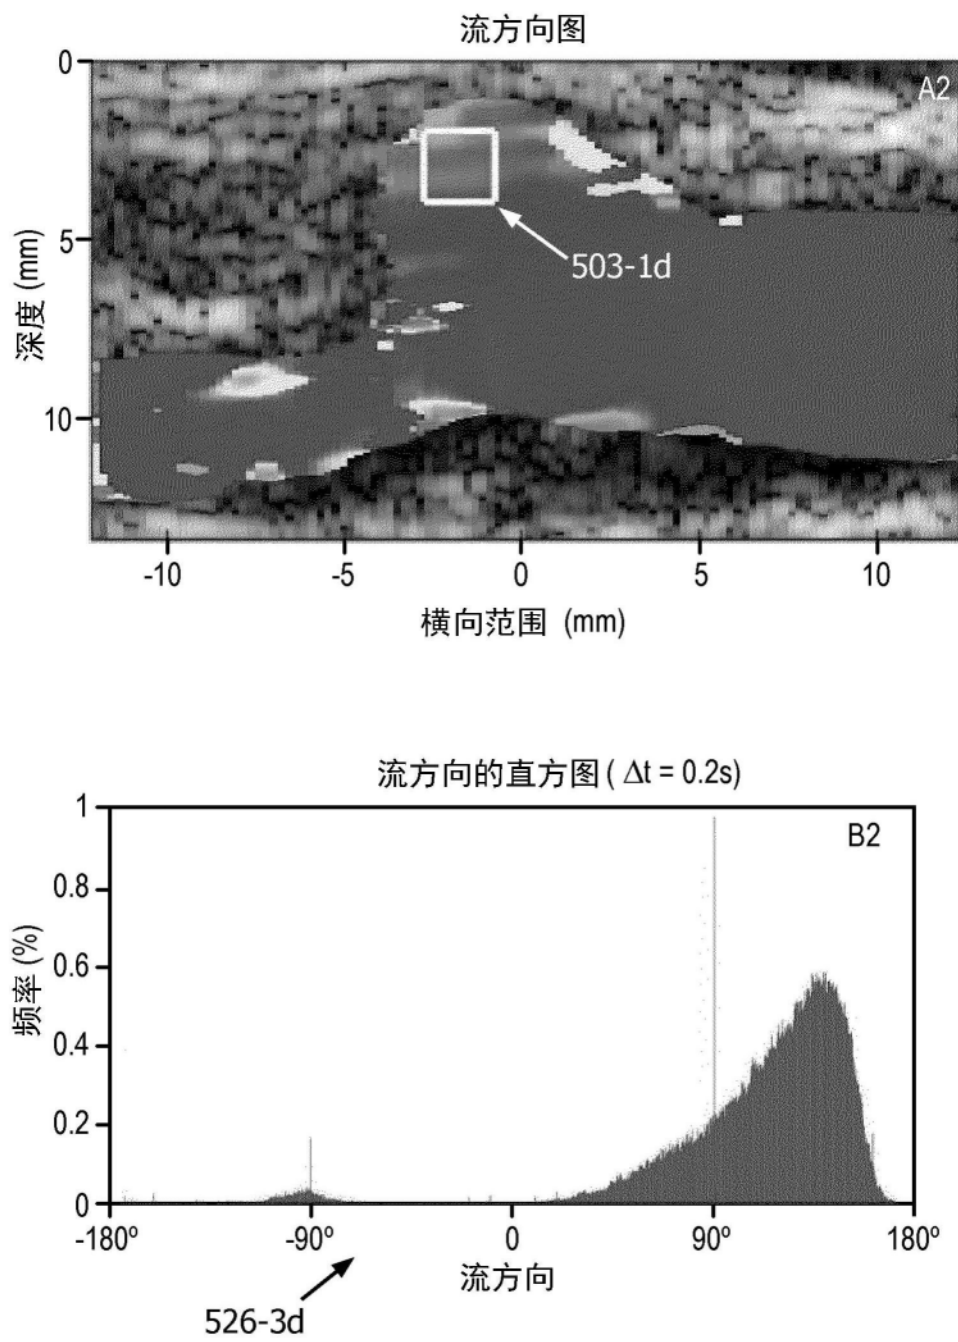 流方向图
A2
0
5
10
深度 (mm)
503-1d
-10
-5
0
5
10
横向范围 (mm)
流方向的直方图 ( Δt = 0.2s)
B2
1
0.8
0.6
0.4
0.2
0
频率 (%)
-180º
-90º
0
90º
180º
流方向
526-3d